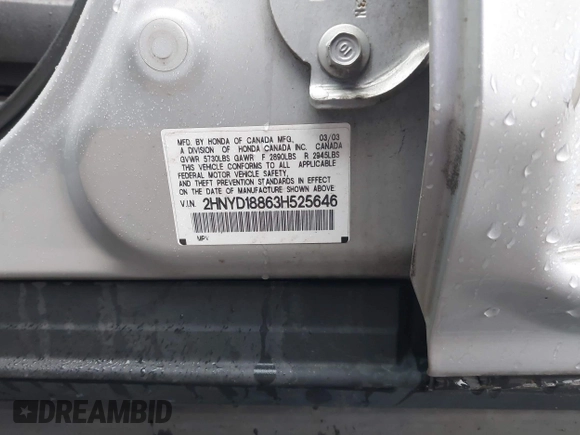 MFD. BY HONDA OF CANADA MFG. 03/03
A DIVISION OF HONDA CANADA INC. CANADA
GVWR 5730LBS GAWR F 2890LBS R 2945LBS
THIS VEHICLE CONFORMS TO ALL APPLICABLE
FEDERAL MOTOR VEHICLE SAFETY,
AND THEFT PREVENTION STANDARDS IN EFFECT
ON THE DATE OF MANUFACTURE SHOWN ABOVE.
V.I.N. 2HNYD18863H525646
MPV
DREAMBID